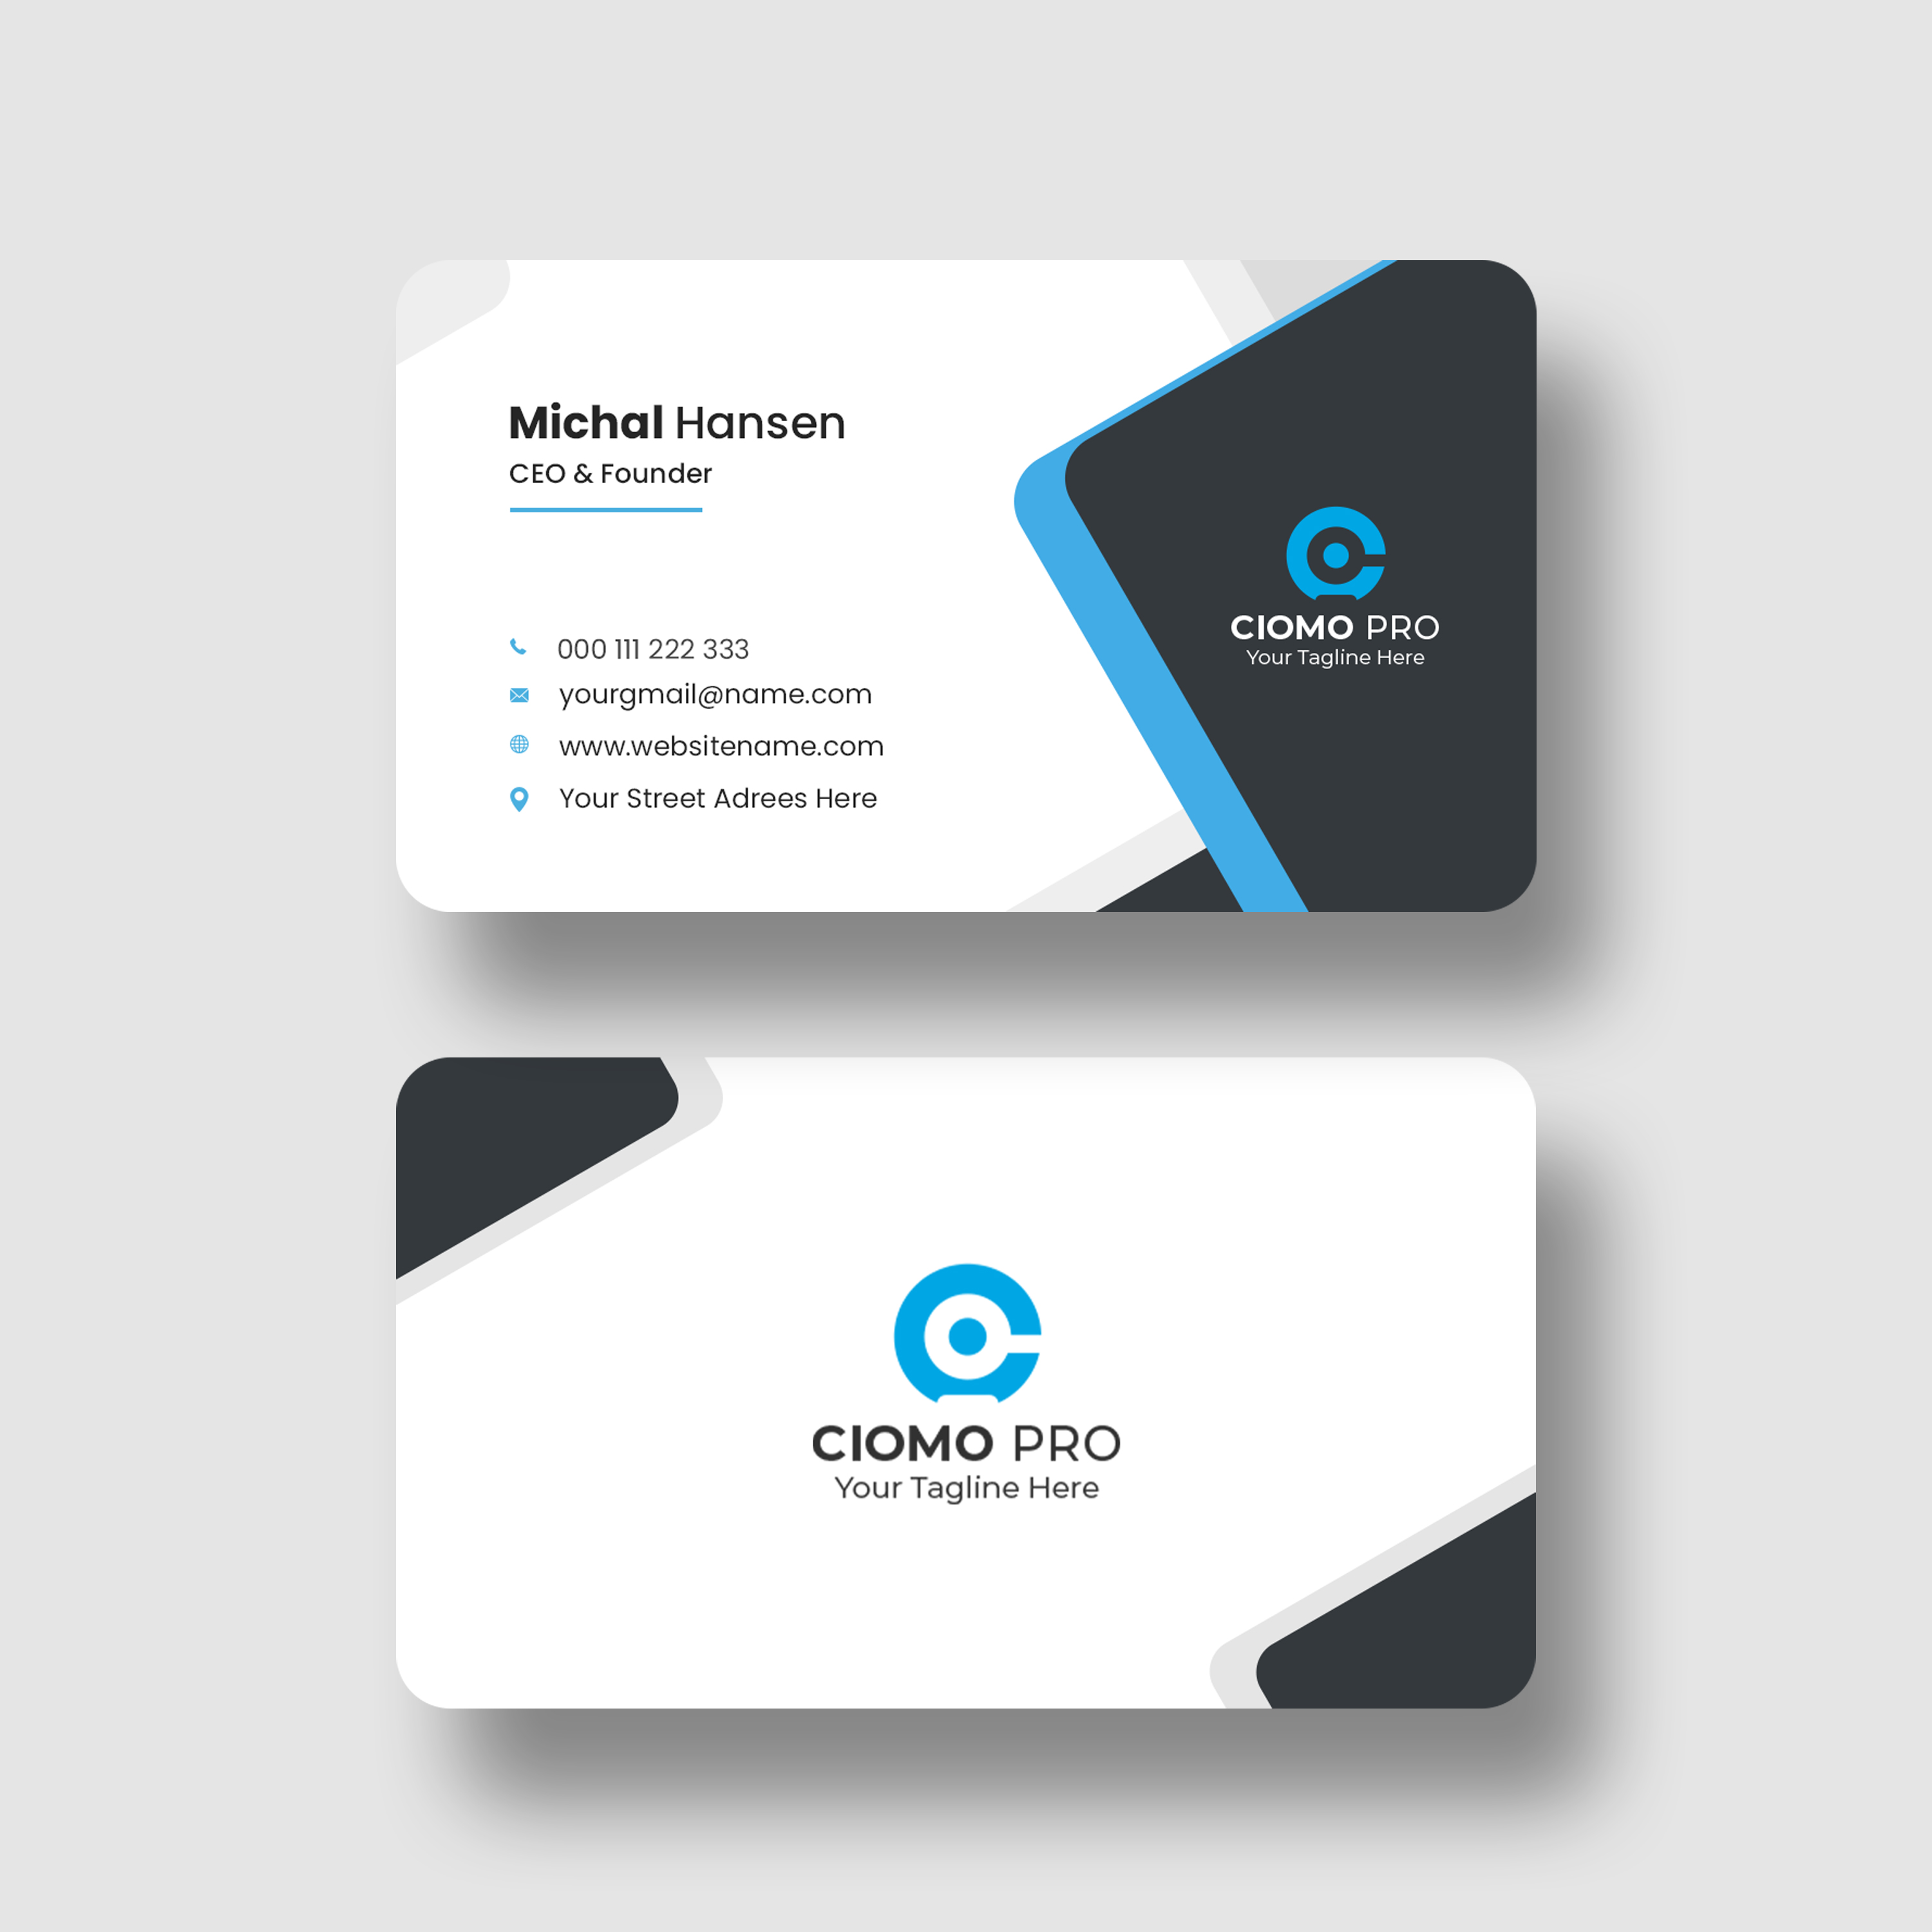 Michal Hansen
CEO & Founder
000 111 222 333
yourgmail@name.com
www.websitename.com
Your Street Adrees Here
CIOMO PRO
Your Tagline Here
CIOMO PRO
Your Tagline Here